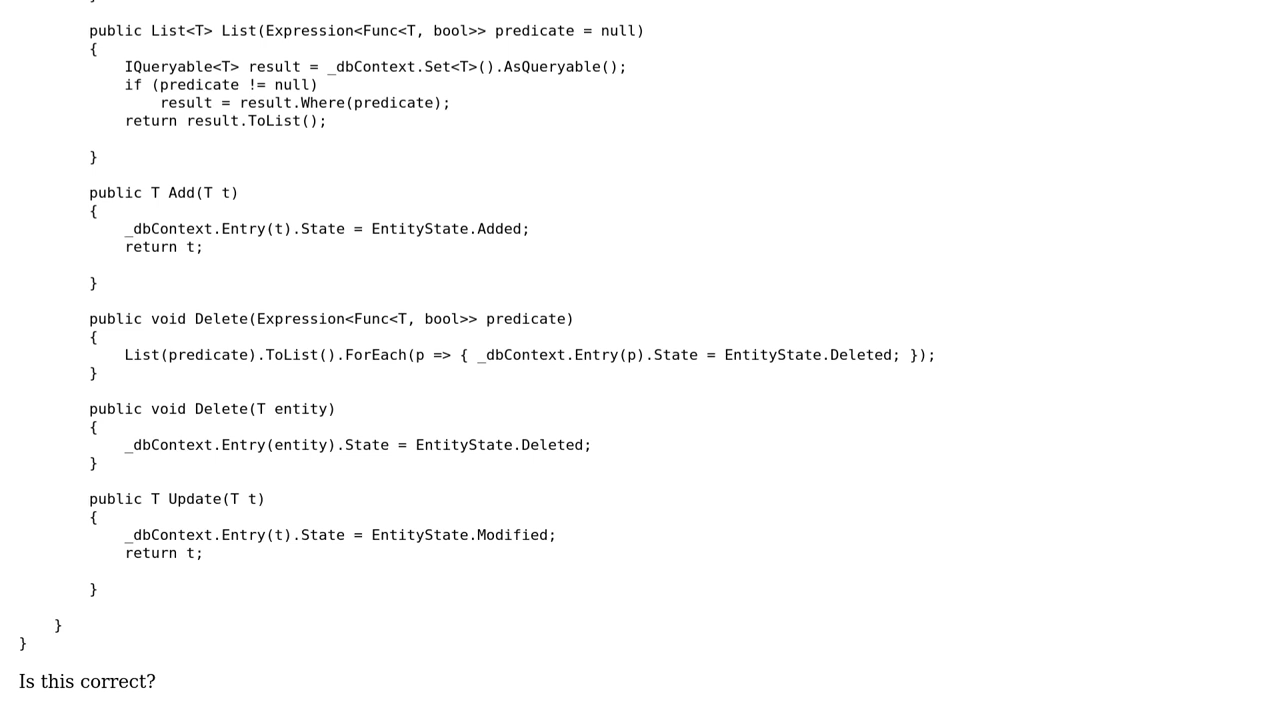 public List<T> List(Expression<Func<T, bool>> predicate = null)
{
IQueryable<T> result = _dbContext.Set<T>().AsQueryable();
if (predicate != null)
result = result.Where(predicate);
return result.ToList();
}
public T Add(T t)
{
_dbContext.Entry(t).State = EntityState.Added;
return t;
}
public void Delete(Expression<Func<T, bool>> predicate)
{
List(predicate).ToList().ForEach(p => { _dbContext.Entry(p).State = EntityState.Deleted; });
}
public void Delete(T entity)
{
_dbContext.Entry(entity).State = EntityState.Deleted;
}
public T Update(T t)
{
_dbContext.Entry(t).State = EntityState.Modified;
return t;
}
}
}
Is this correct?